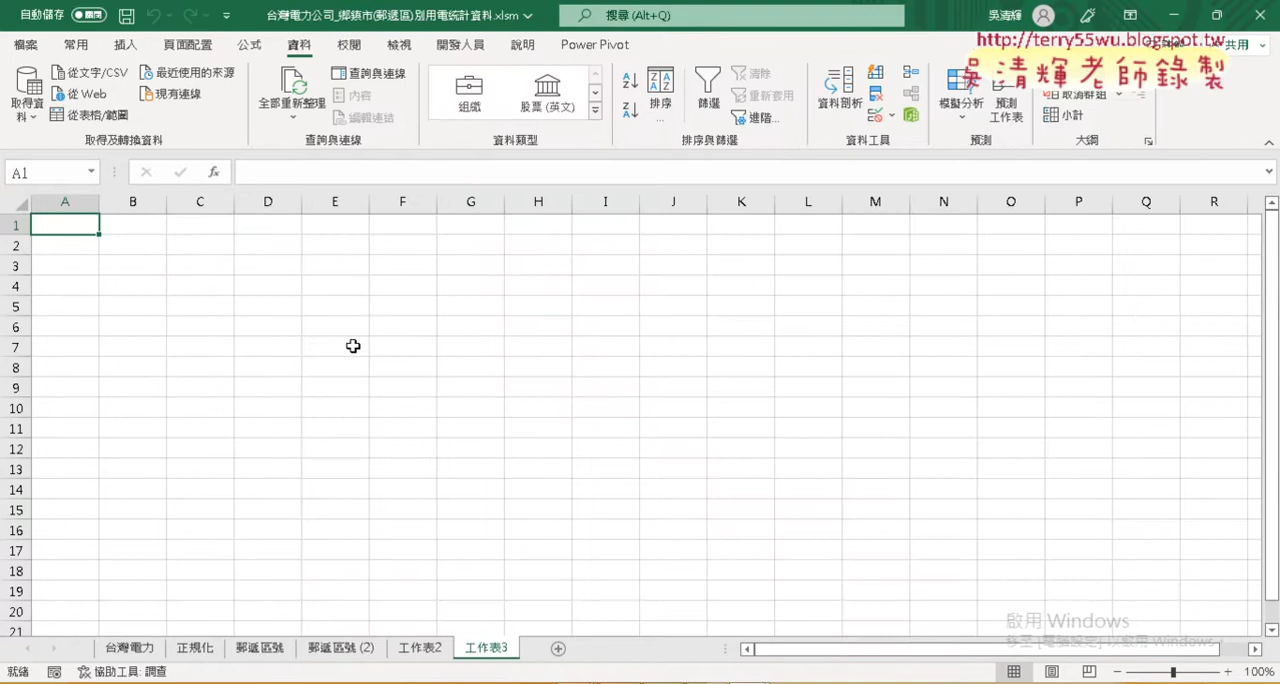 自動儲存 台灣電力公司_鄉鎮市(郵遞區)別用電統計資料.xlsm 搜尋 (Alt+Q) 吳清輝
檔案 常用 插入 頁面配置 公式 資料 校閱 檢視 開發人員 說明 Power Pivot 共用
http://terry55wu.blogspot.tw
吳清輝老師錄製
取得資料 從文字/CSV 從 Web 從表格/範圍 最近使用的來源 現有連線
取得及轉換資料
全部重新整理 查詢與連線 內容 編輯連結
查詢與連線
組織 股票 (英文)
資料類型
排序... 篩選 清除 重新套用 進階...
排序與篩選
資料剖析
資料工具
模擬分析 預測工作表
預測
取消群組 小計
大綱
A1 fx
A B C D E F G H I J K L M N O P Q R
1
2
3
4
5
6
7
8
9
10
11
12
13
14
15
16
17
18
19
20
21
啟用 Windows
移至 [電腦設定] 以啟用 Windows
台灣電力 正規化 郵遞區號 郵遞區號 (2) 工作表2 工作表3
就緒 協助工具: 調查 100%